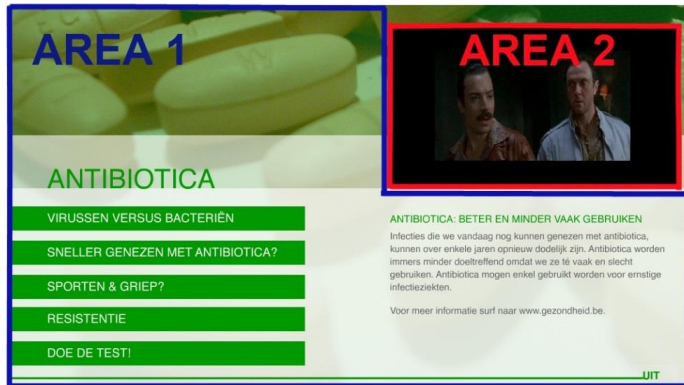 AREA 1
AREA 2
ANTIBIOTICA
VIRUSSEN VERSUS BACTERIËN
SNELLER GENEZEN MET ANTIBIOTICA?
SPORTEN & GRIEP?
RESISTENTIE
DOE DE TEST!
ANTIBIOTICA: BETER EN MINDER VAAK GEBRUIKEN
Infecties die we vandaag nog kunnen genezen met antibiotica,
kunnen over enkele jaren opnieuw dodelijk zijn. Antibiotica worden
immers minder doeltreffend omdat we ze té vaak en slecht
gebruiken. Antibiotica mogen enkel gebruikt worden voor ernstige
infectieziekten.
Voor meer informatie surf naar www.gezondheid.be.
UIT